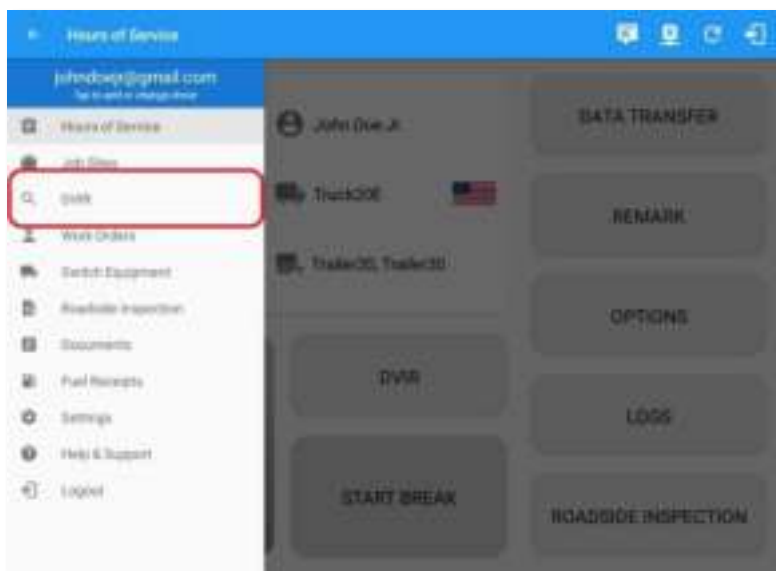 Hours of Service
johndoejr@gmail.com
Hours of Service
Job Sites
DVIR
Work Orders
Switch Equipment
Roadside Inspection
Documents
Fuel Receipts
Settings
Help & Support
Logout
John Doe Jr.
DATA TRANSFER
REMARK
OPTIONS
DVIR
LOGS
START BREAK
ROADSIDE INSPECTION